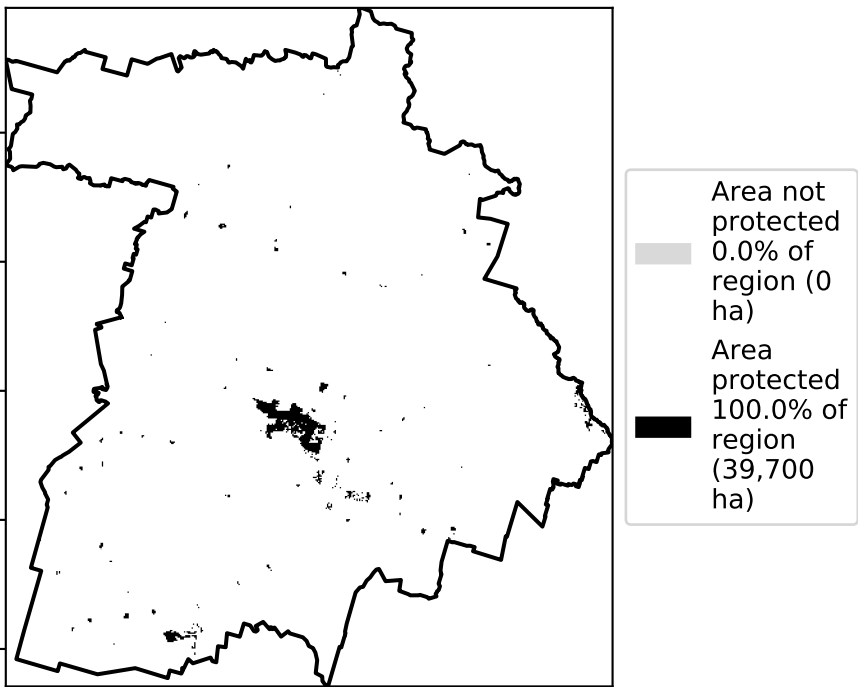 Area not
protected
0.0% of
region (0
ha)
Area
protected
100.0% of
region
(39,700
ha)